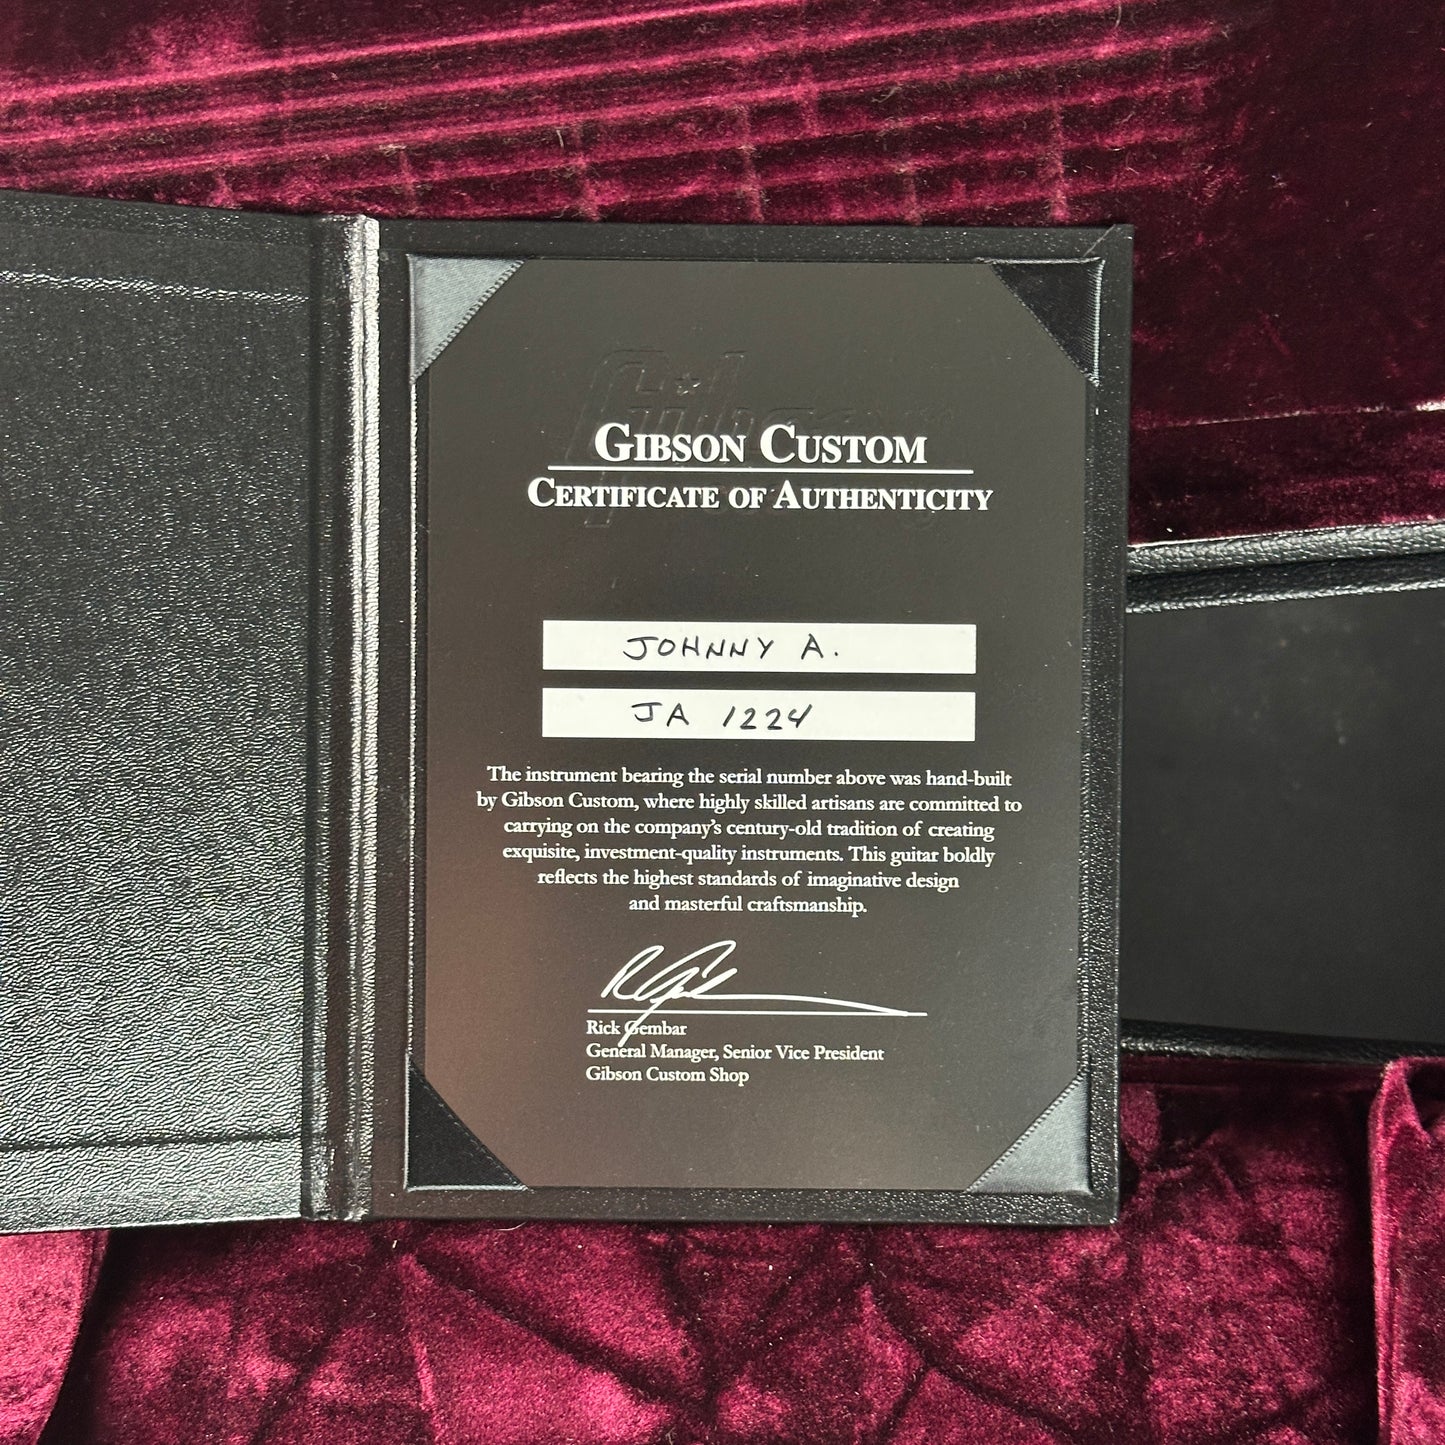 GIBSON CUSTOM
CERTIFICATE OF AUTHENTICITY
JOHNNY A.
JA 1224
The instrument bearing the serial number above was hand-built
by Gibson Custom, where highly skilled artisans are committed to
carrying on the company's century-old tradition of creating
exquisite, investment-quality instruments. This guitar boldly
reflects the highest standards of imaginative design
and masterful craftsmanship.
Rick Gembar
General Manager, Senior Vice President
Gibson Custom Shop